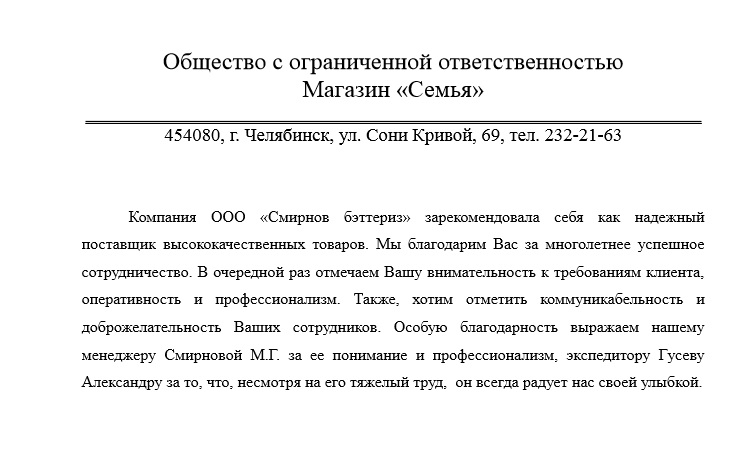 Общество с ограниченной ответственностью
Магазин «Семья»
454080, г. Челябинск, ул. Сони Кривой, 69, тел. 232-21-63
Компания ООО «Смирнов бэттериз» зарекомендовала себя как надежный
поставщик высококачественных товаров. Мы благодарим Вас за многолетнее успешное
сотрудничество. В очередной раз отмечаем Вашу внимательность к требованиям клиента,
оперативность и профессионализм. Также, хотим отметить коммуникабельность и
доброжелательность Ваших сотрудников. Особую благодарность выражаем нашему
менеджеру Смирновой М.Г. за ее понимание и профессионализм, экспедитору Гусеву
Александру за то, что, несмотря на его тяжелый труд,  он всегда радует нас своей улыбкой.